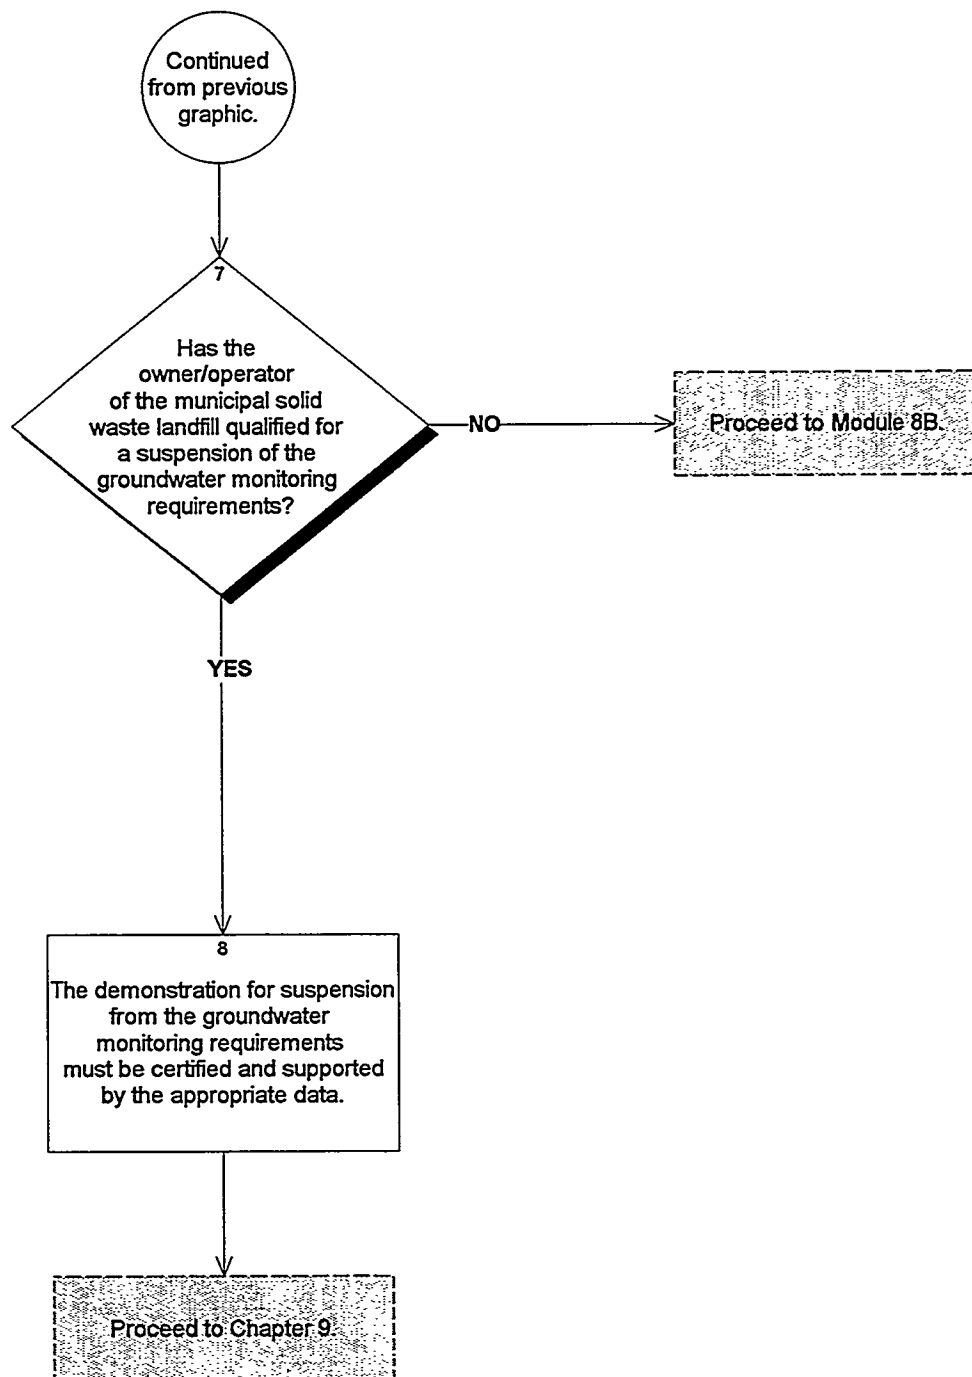 Continued
from previous
graphic.
7
Has the
owner/operator
of the municipal solid
waste landfill qualified for
a suspension of the
groundwater monitoring
requirements?
NO
Proceed to Module 8B.
YES
8
The demonstration for suspension
from the groundwater
monitoring requirements
must be certified and supported
by the appropriate data.
Proceed to Chapter 9.